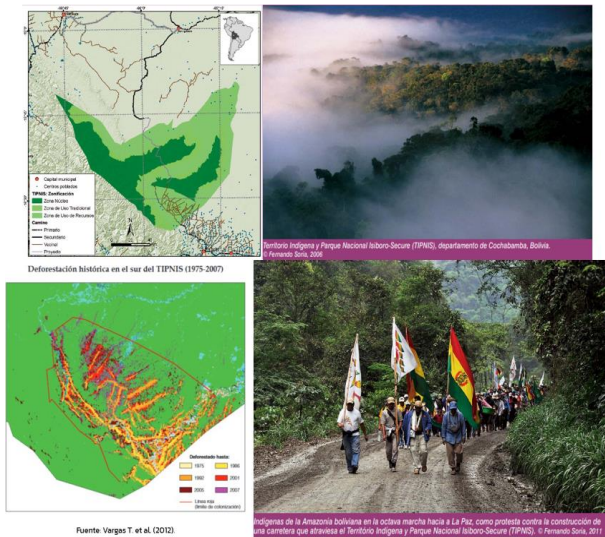 Capital municipal
Centros poblados
TIPNIS: Zonificación
Zona Núcleo
Zona de Uso Tradicional
Zona de Uso de Recursos
Camino
Primario
Secundario
Vecinal
Proyecto
N
Territorio Indígena y Parque Nacional Isiboro-Secure (TIPNIS), departamento de Cochabamba, Bolivia.
© Fernando Soria, 2006
Deforestación histórica en el sur del TIPNIS (1975-2007)
Deforestado hasta:
1975
1992
2001
2005
2007
Línea roja
(límite de colonización)
Fuente: Vargas T. et al. (2012).
Indígenas de la Amazonia boliviana en la octava marcha hacia a La Paz, como protesta contra la construcción de
una carretera que atraviesa el Territorio Indígena y Parque Nacional Isiboro-Secure (TIPNIS). © Fernando Soria, 2011